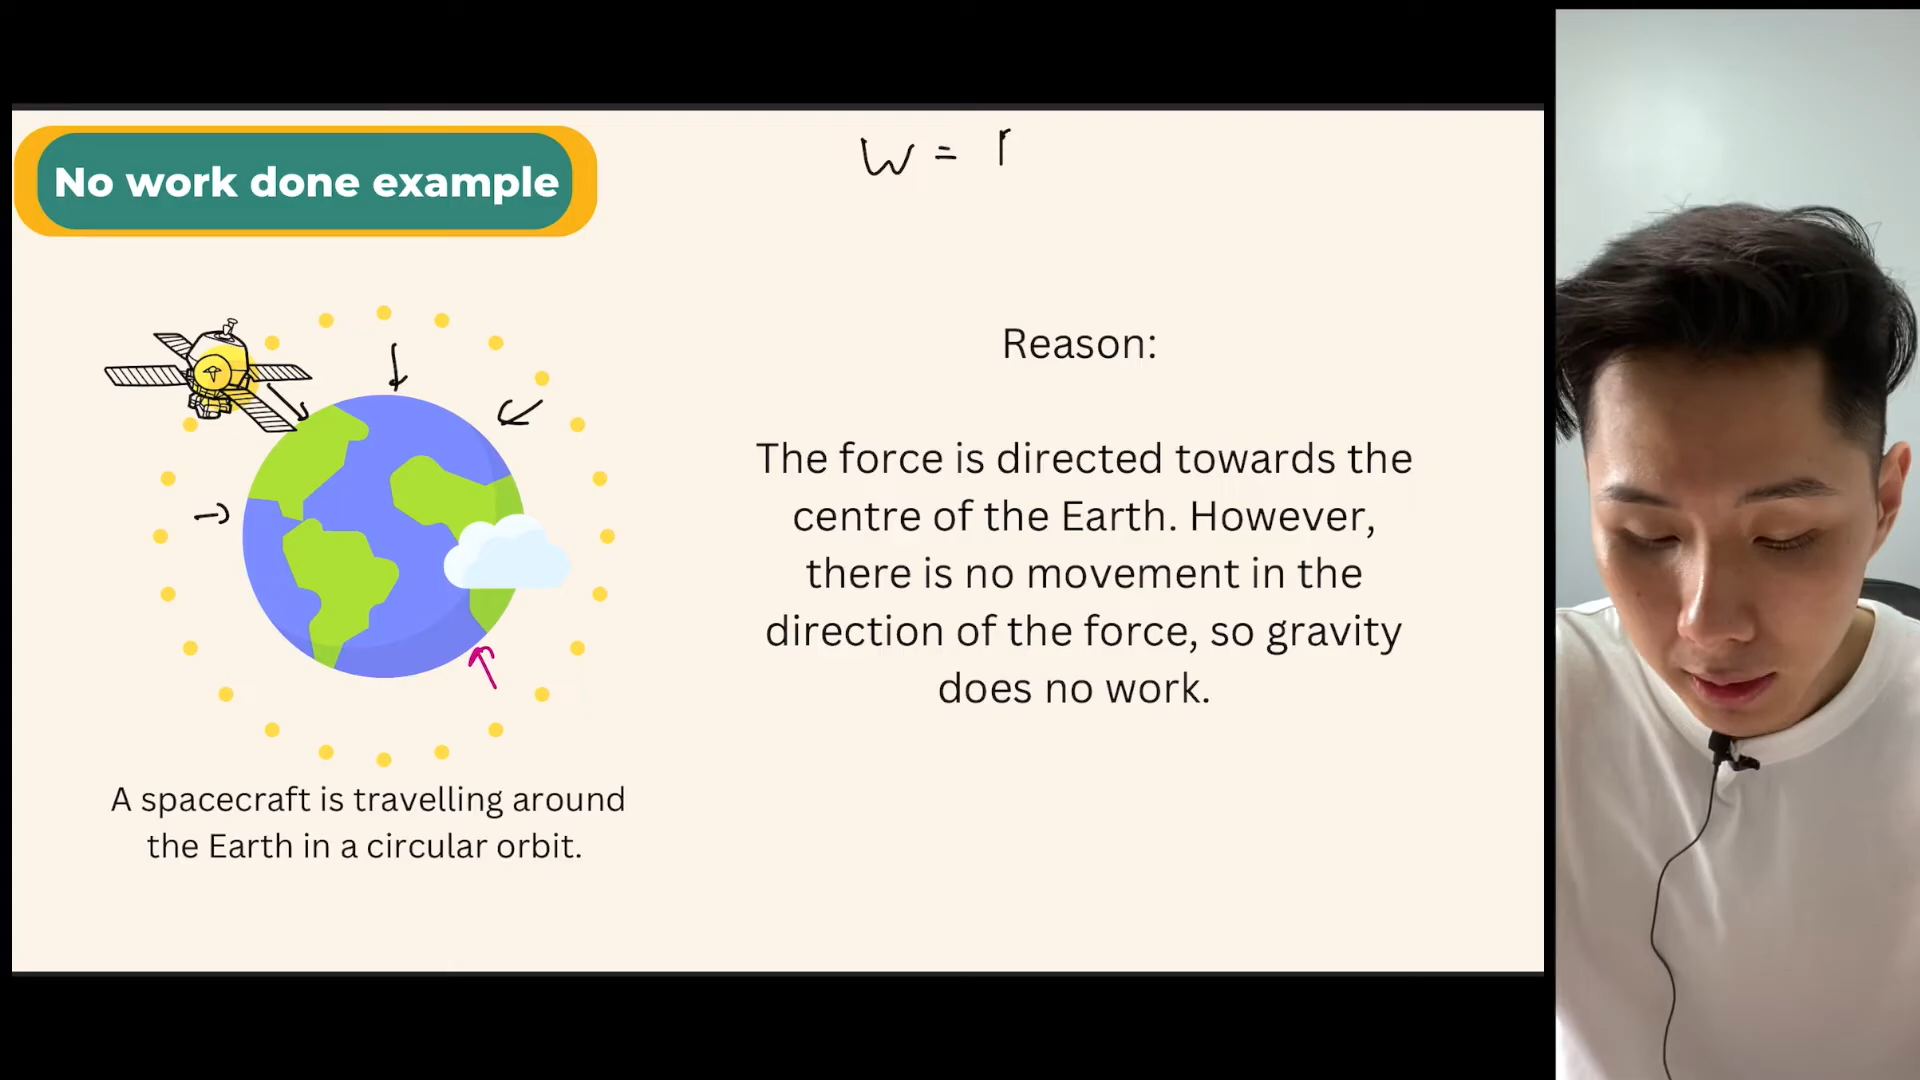 No work done example
W = Γ
Reason:
The force is directed towards the
centre of the Earth. However,
there is no movement in the
direction of the force, so gravity
does no work.
A spacecraft is travelling around
the Earth in a circular orbit.